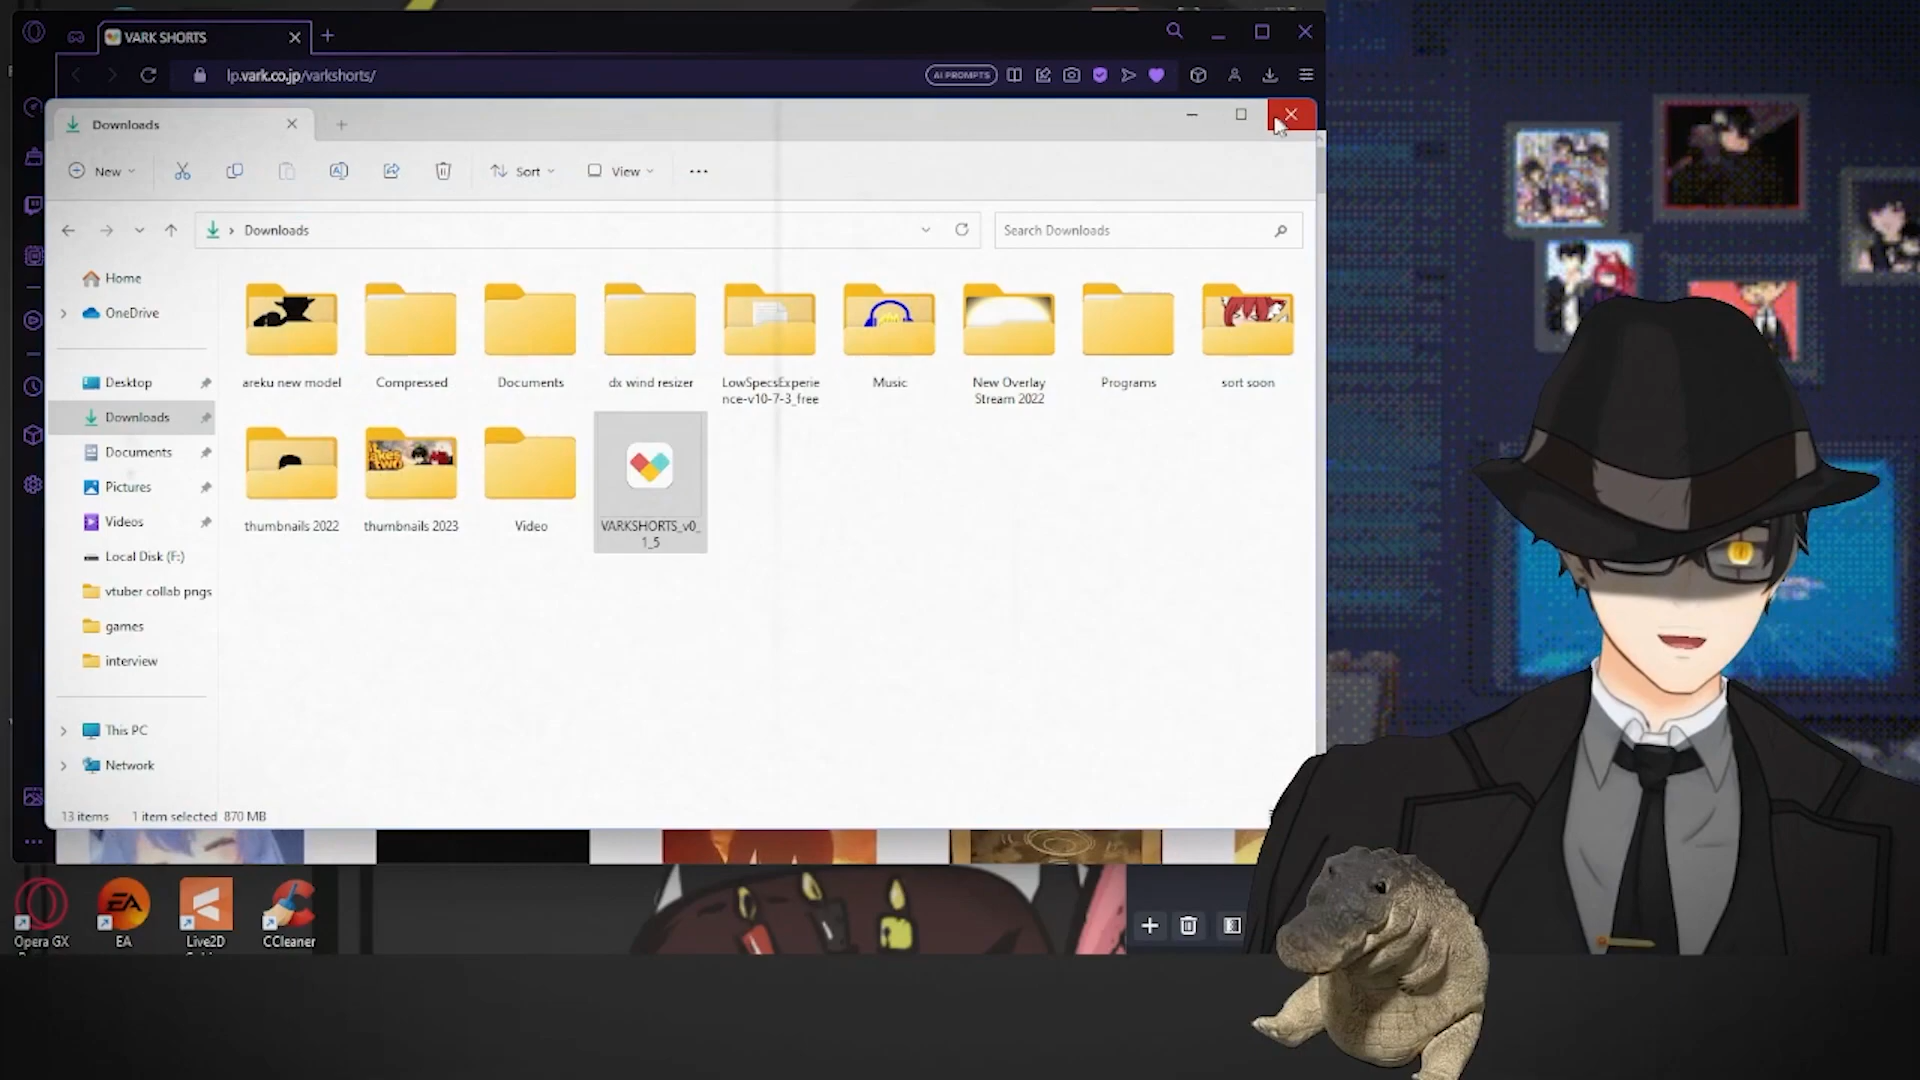 VARK SHORTS
lp.vark.co.jp/varkshorts/
AI PROMPTS
Downloads
New
Sort
View
Downloads
Search Downloads
Home
OneDrive
Desktop
Downloads
Documents
Pictures
Videos
Local Disk (F:)
vtuber collab pngs
games
interview
This PC
Network
areku new model
Compressed
Documents
dx wind resizer
LowSpecsExperie
nce-v10-7-3_free
Music
New Overlay
Stream 2022
Programs
sort soon
thumbnails 2022
thumbnails 2023
Video
VARKSHORTS_v0_
1_5
13 items
1 item selected
870 MB
EA
Opera GX
EA
Live2D
CCleaner